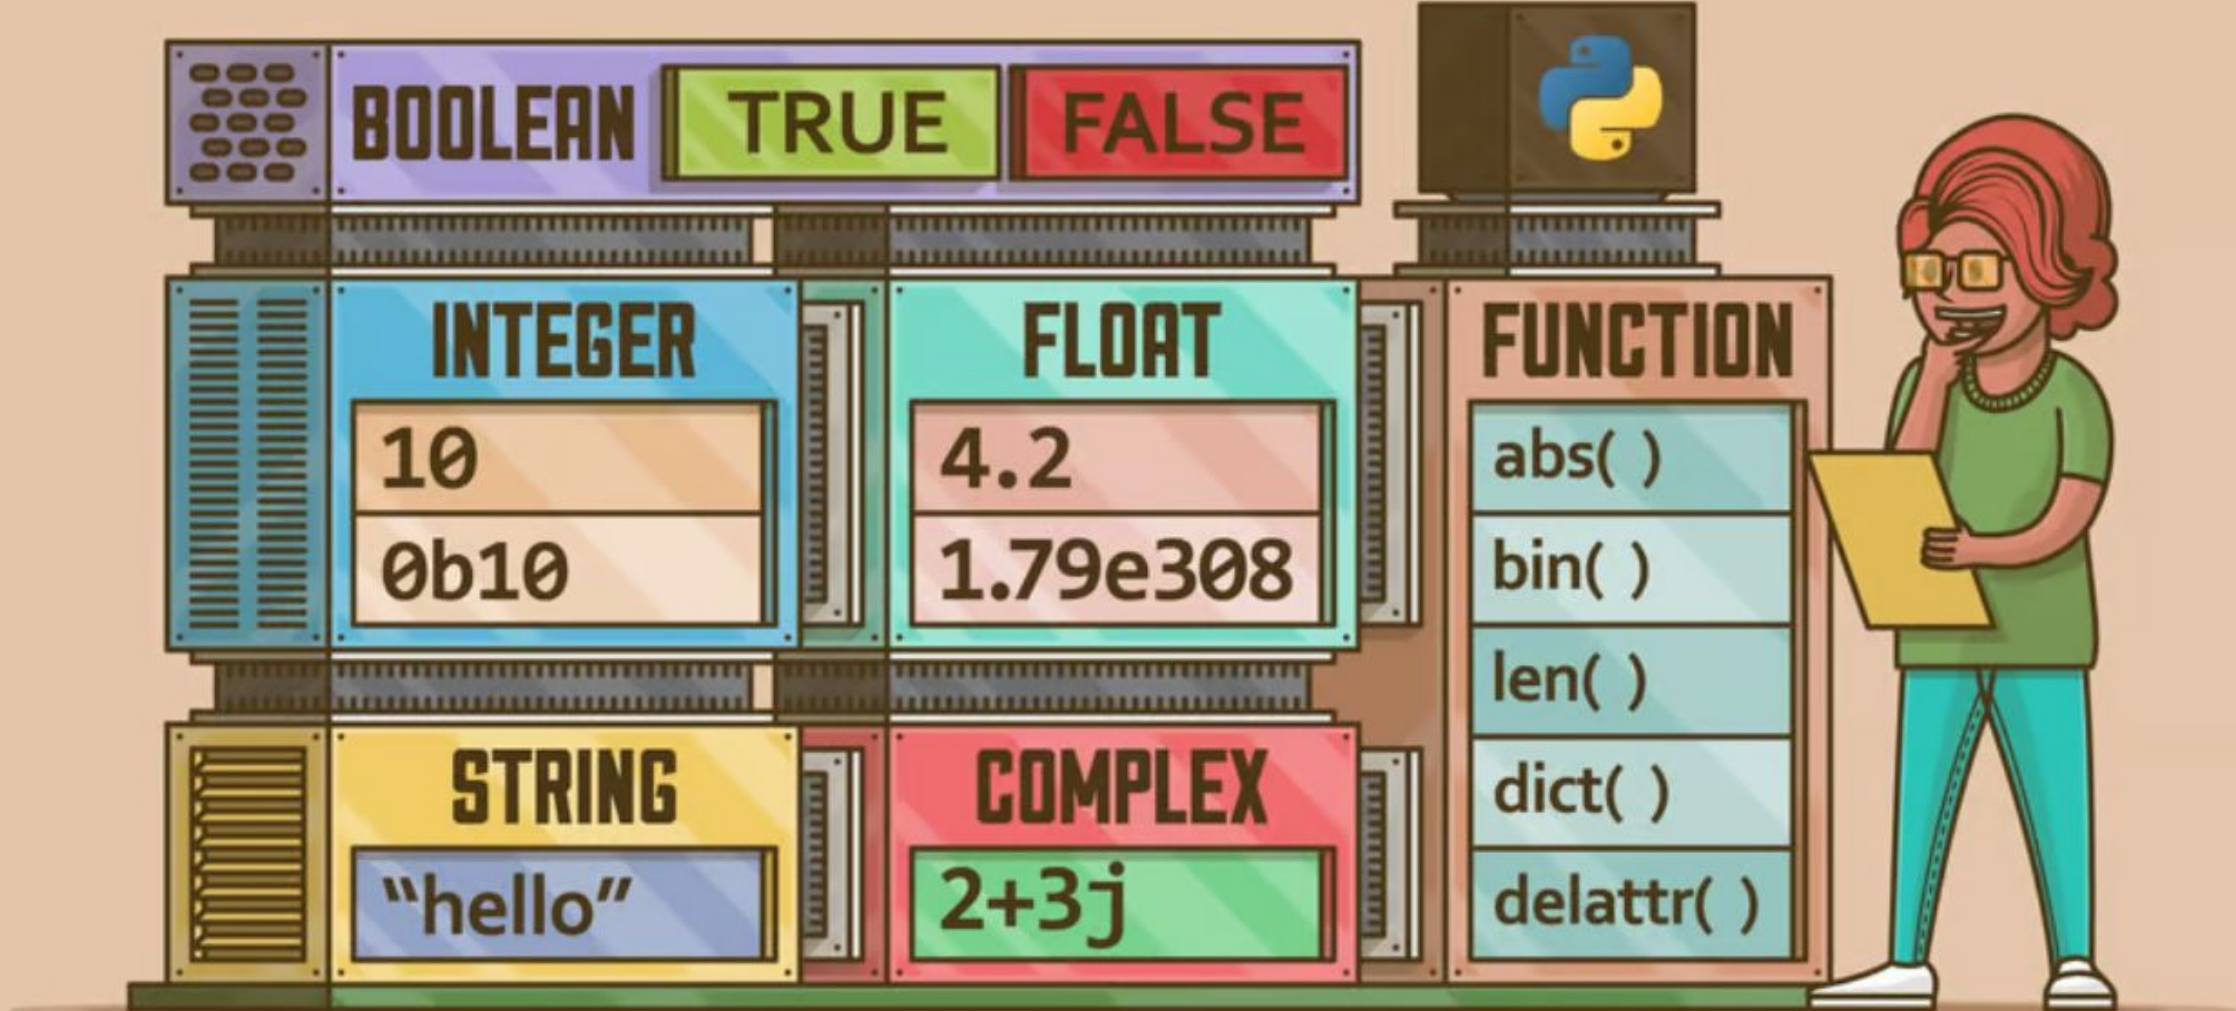 BOOLEAN TRUE FALSE
INTEGER
10
0b10
FLOAT
4.2
1.79e308
FUNCTION
abs( )
bin( )
len( )
dict( )
delattr( )
STRING
“hello”
COMPLEX
2+3j